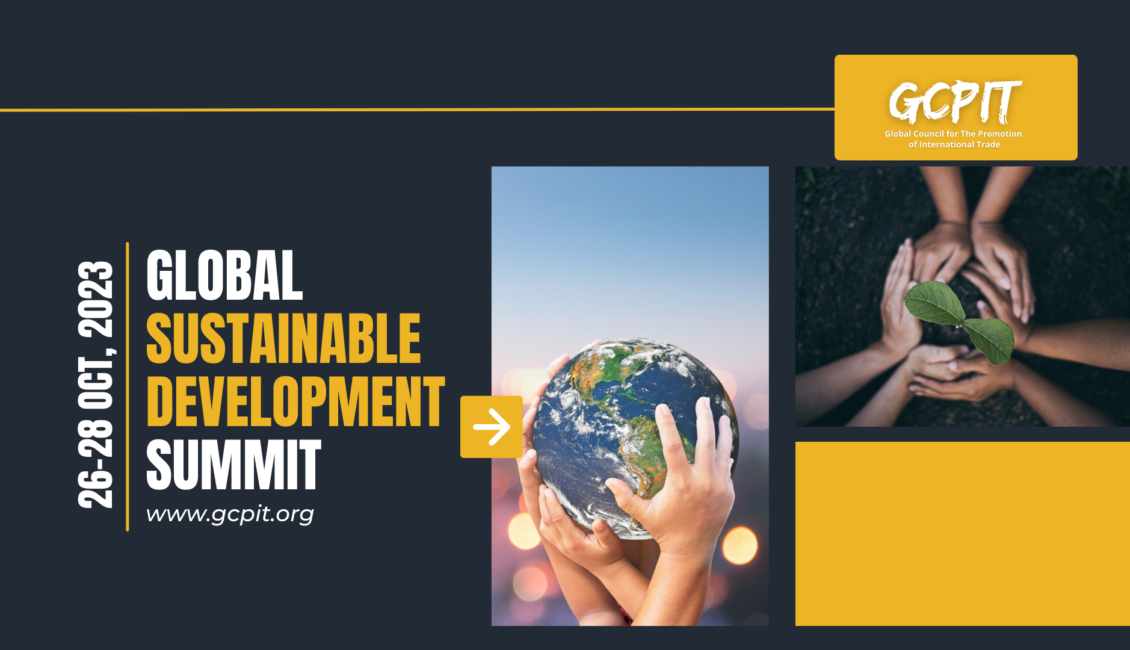 GCPIT
Global Council for The Promotion
of International Trade
26-28 OCT, 2023
GLOBAL
SUSTAINABLE
DEVELOPMENT
SUMMIT
www.gcpit.org